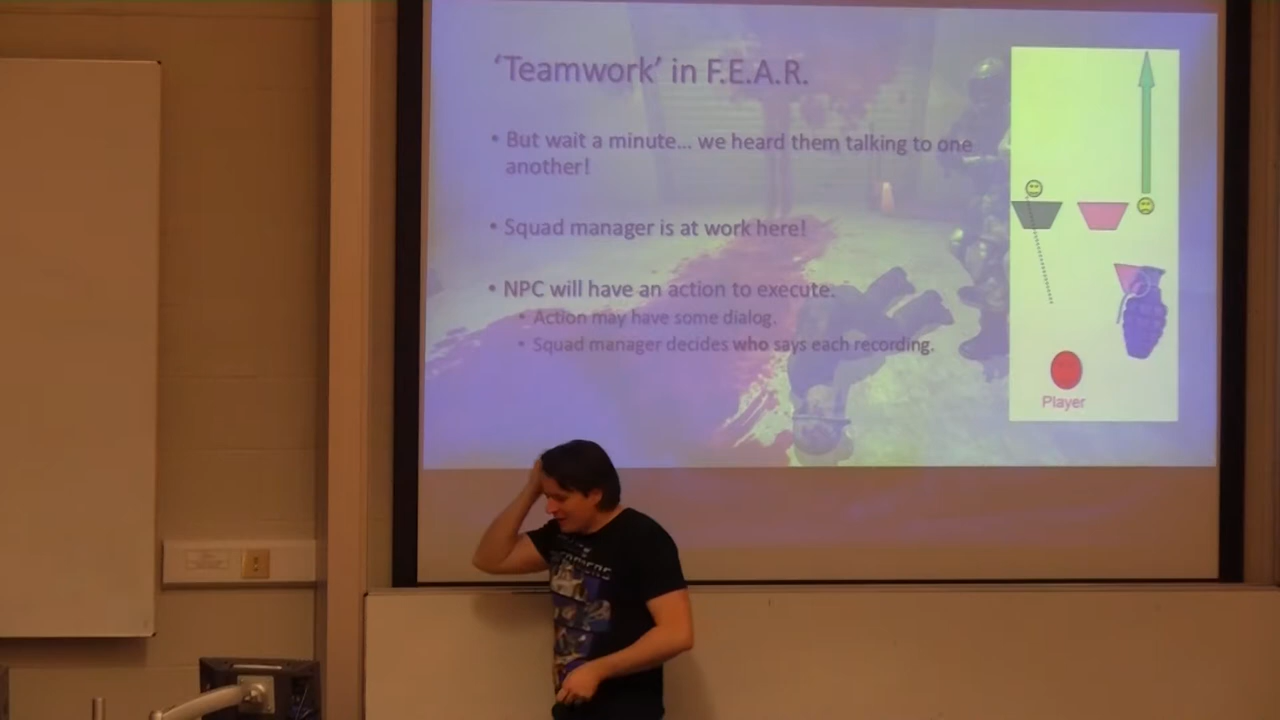 ‘Teamwork’ in F.E.A.R.
• But wait a minute... we heard them talking to one
another!
• Squad manager is at work here!
• NPC will have an action to execute.
• Action may have some dialog.
• Squad manager decides who says each recording.
Player